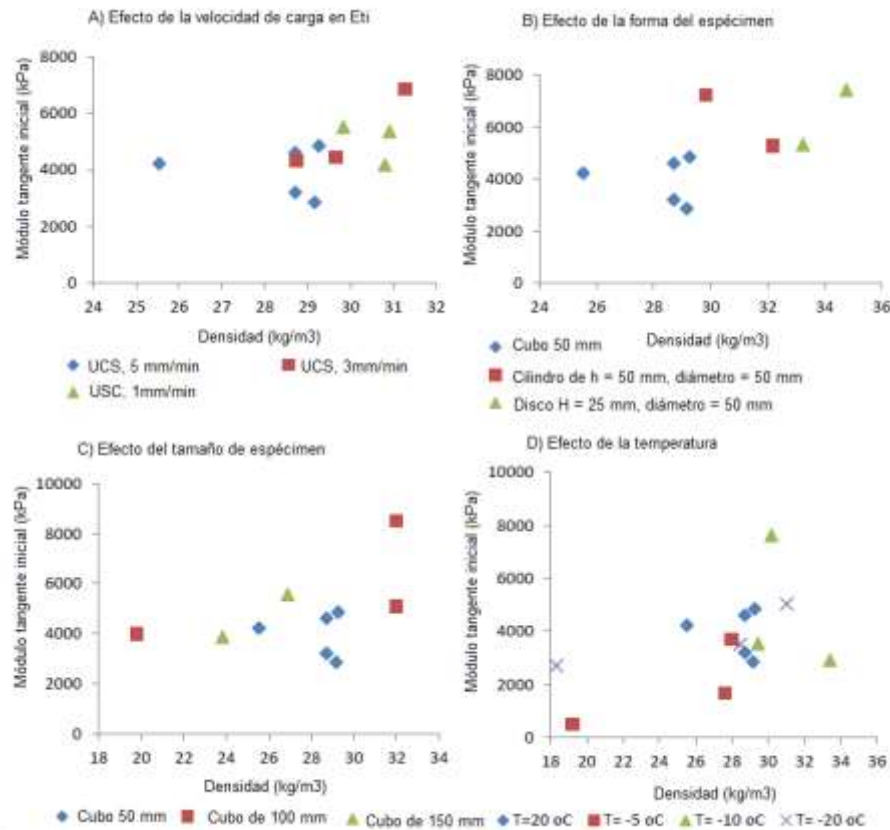 A) Efecto de la velocidad de carga en Eti
Módulo tangente inicial (kPa)
8000
6000
4000
2000
0
24 25 26 27 28 29 30 31 32
Densidad (kg/m3)
UCS, 5 mm/min UCS, 3mm/min
USC, 1mm/min
B) Efecto de la forma del espécimen
Módulo tangente inicial (kPa)
8000
6000
4000
2000
0
24 26 28 30 32 34 36
Densidad (kg/m3)
Cubo 50 mm
Cilindro de h = 50 mm, diámetro = 50 mm
Disco H = 25 mm, diámetro = 50 mm
C) Efecto del tamaño de espécimen
Módulo tangente inicial (kPa)
10000
8000
6000
4000
2000
0
18 20 22 24 26 28 30 32 34
Densidad (kg/m3)
Cubo 50 mm Cubo de 100 mm Cubo de 150 mm
D) Efecto de la temperatura
Módulo tangente inicial (kPa)
10000
8000
6000
4000
2000
0
18 20 22 24 26 28 30 32 34
Densidad (kg/m3)
T=20 oC T= -5 oC T= -10 oC T= -20 oC